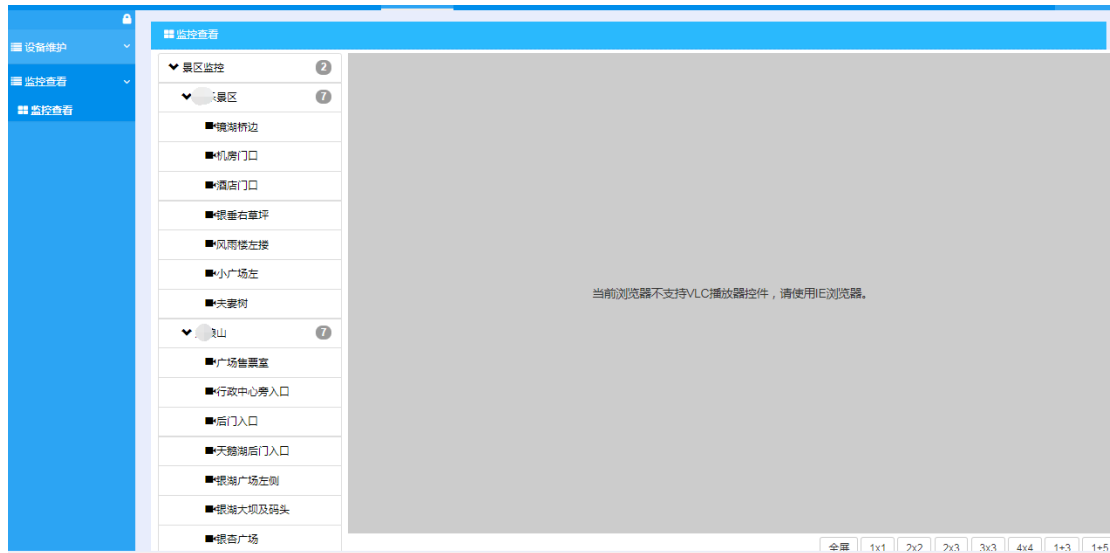 监控查看
设备维护
监控查看
监控查看
景区监控 2
景区 7
镜湖桥边
机房门口
酒店门口
银垂右草坪
风雨楼左搂
小广场左
夫妻树
山 7
广场售票室
行政中心旁入口
后门入口
天鹅湖后门入口
银湖广场左侧
银湖大坝及码头
银杏广场
当前浏览器不支持VLC播放器控件，请使用IE浏览器。
全屏 1x1 2x2 2x3 3x3 4x4 1+3 1+5